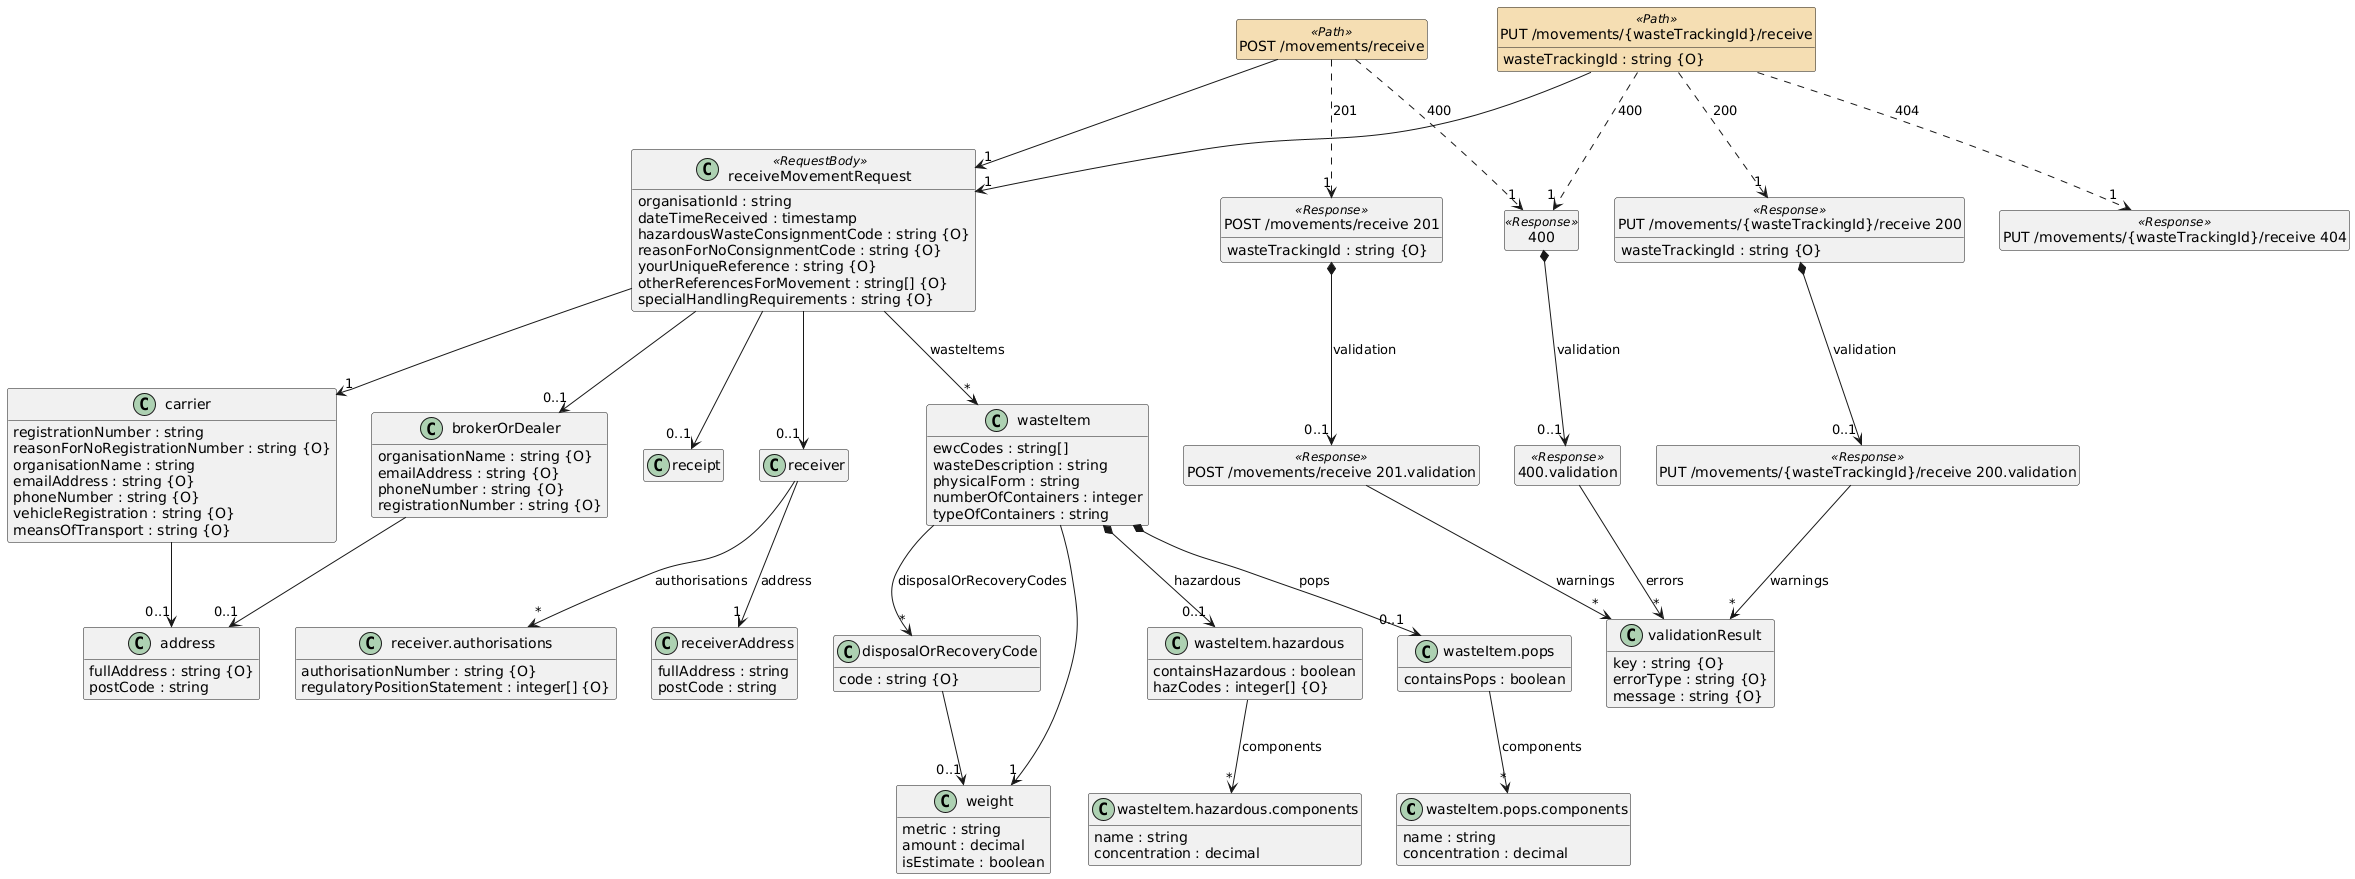 «Path»
POST /movements/receive
«Path»
PUT /movements/{wasteTrackingId}/receive
wasteTrackingId : string {O}
201
400
400
200
404
1
1
1
1
1
1
1
C
«RequestBody»
receiveMovementRequest
organisationId : string
dateTimeReceived : timestamp
hazardousWasteConsignmentCode : string {O}
reasonForNoConsignmentCode : string {O}
yourUniqueReference : string {O}
otherReferencesForMovement : string[] {O}
specialHandlingRequirements : string {O}
«Response»
POST /movements/receive 201
wasteTrackingId : string {O}
«Response»
400
«Response»
PUT /movements/{wasteTrackingId}/receive 200
wasteTrackingId : string {O}
«Response»
PUT /movements/{wasteTrackingId}/receive 404
wasteItems
validation
validation
validation
1
0..1
0..1
0..1
*
0..1
0..1
0..1
C carrier
registrationNumber : string
reasonForNoRegistrationNumber : string {O}
organisationName : string
emailAddress : string {O}
phoneNumber : string {O}
vehicleRegistration : string {O}
meansOfTransport : string {O}
C brokerOrDealer
organisationName : string {O}
emailAddress : string {O}
phoneNumber : string {O}
registrationNumber : string {O}
C receipt
C receiver
C wasteItem
ewcCodes : string[]
wasteDescription : string
physicalForm : string
numberOfContainers : integer
typeOfContainers : string
«Response»
POST /movements/receive 201.validation
«Response»
400.validation
«Response»
PUT /movements/{wasteTrackingId}/receive 200.validation
authorisations
address
disposalOrRecoveryCodes
hazardous
pops
warnings
errors
warnings
0..1
0..1
*
1
*
0..1
0..1
*
*
*
C address
fullAddress : string {O}
postCode : string
C receiver.authorisations
authorisationNumber : string {O}
regulatoryPositionStatement : integer[] {O}
C receiverAddress
fullAddress : string
postCode : string
C disposalOrRecoveryCode
code : string {O}
C wasteItem.hazardous
containsHazardous : boolean
hazCodes : integer[] {O}
C wasteItem.pops
containsPops : boolean
C validationResult
key : string {O}
errorType : string {O}
message : string {O}
components
components
0..1
1
*
*
C weight
metric : string
amount : decimal
isEstimate : boolean
C wasteItem.hazardous.components
name : string
concentration : decimal
C wasteItem.pops.components
name : string
concentration : decimal